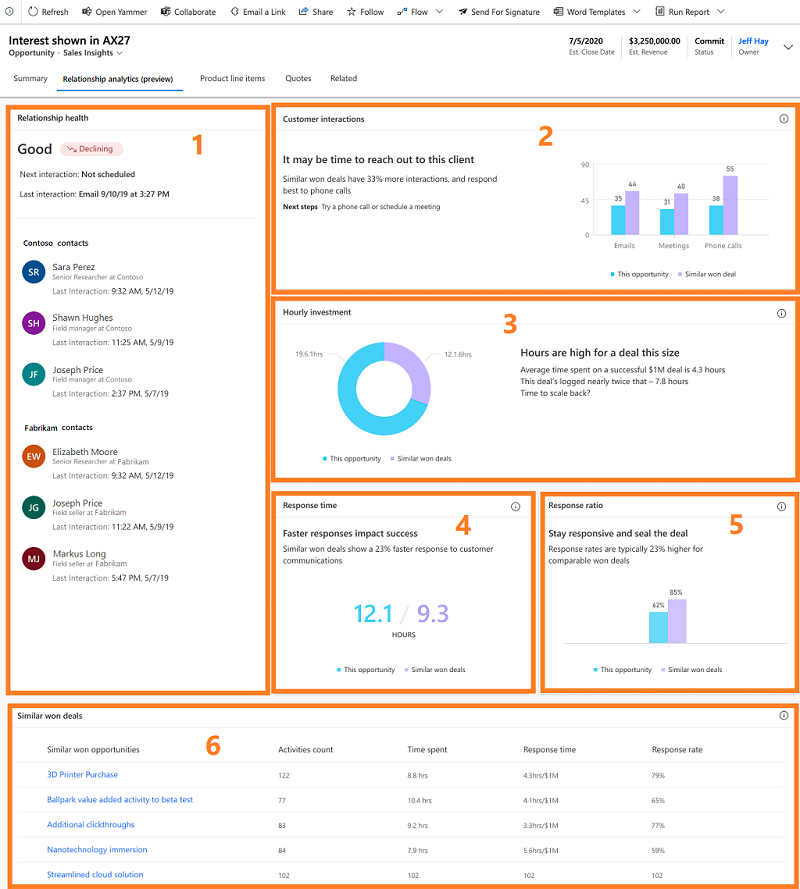 Refresh Open Yammer Collaborate Email a Link Share Follow Flow Send For Signature Word Templates Run Report
Interest shown in AX27
Opportunity · Sales Insights
7/5/2020
Est. Close Date
$3,250,000.00
Est. Revenue
Commit
Status
Jeff Hay
Owner
Summary Relationship analytics (preview) Product line items Quotes Related
Relationship health
1
Good Declining
Next interaction: Not scheduled
Last interaction: Email 9/10/19 at 3:27 PM
Contoso contacts
SR
Sara Perez
Senior Researcher at Contoso
Last Interaction: 9:32 AM, 5/12/19
SH
Shawn Hughes
Field manager at Contoso
Last Interaction: 11:25 AM, 5/9/19
JF
Joseph Price
Field manager at Contoso
Last Interaction: 2:37 PM, 5/7/19
Fabrikam contacts
EW
Elizabeth Moore
Senior Researcher at Fabrikam
Last Interaction: 9:32 AM, 5/12/19
JG
Joseph Price
Field seller at Fabrikam
Last Interaction: 11:22 AM, 5/9/19
MJ
Markus Long
Field seller at Fabrikam
Last Interaction: 5:47 PM, 5/7/19
Customer interactions
2
It may be time to reach out to this client
Similar won deals have 33% more interactions, and respond
best to phone calls
Next steps Try a phone call or schedule a meeting
90
45
0
35 44
31 40
38 55
Emails Meetings Phone calls
This opportunity Similar won deal
Hourly investment
3
19.6.1hrs
12.1.6hrs
This opportunity Similar won deals
Hours are high for a deal this size
Average time spent on a successful $1M deal is 4.3 hours
This deal's logged nearly twice that – 7.8 hours
Time to scale back?
Response time
4
Faster responses impact success
Similar won deals show a 23% faster response to customer
communications
12.1 / 9.3
HOURS
This opportunity Similar won deals
Response ratio
5
Stay responsive and seal the deal
Response rates are typically 23% higher for
comparable won deals
62% 85%
This opportunity Similar won deals
Similar won deals
6
Similar won opportunities Activities count Time spent Response time Response rate
3D Printer Purchase 122 8.8 hrs 4.3hrs/$1M 79%
Ballpark value added activity to beta test 77 10.4 hrs 4.1hrs/$1M 65%
Additional clickthroughs 83 9.2 hrs 3.3hrs/$1M 77%
Nanotechnology immersion 84 7.9 hrs 5.6hrs/$1M 59%
Streamlined cloud solution 102 102 102 102